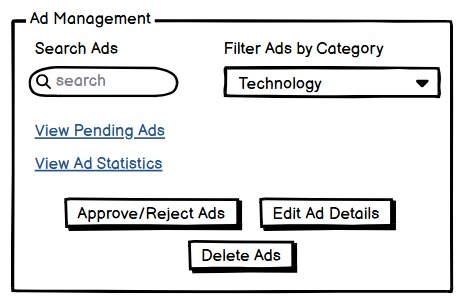 Ad Management
Search Ads
Filter Ads by Category
search
Technology
View Pending Ads
View Ad Statistics
Approve/Reject Ads
Edit Ad Details
Delete Ads